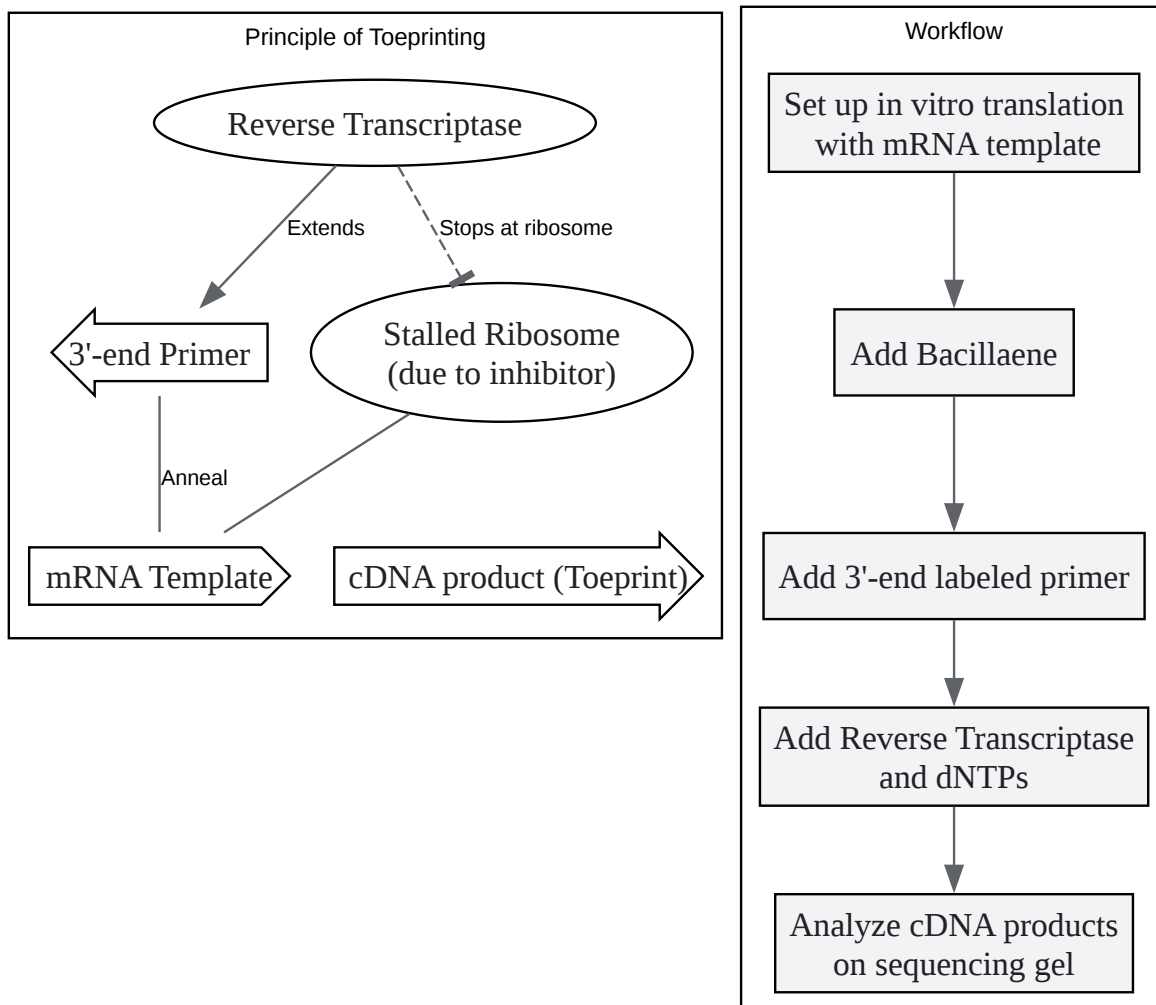 Principle of Toeprinting
Reverse Transcriptase
Extends
Stops at ribosome
3'-end Primer
Stalled Ribosome
(due to inhibitor)
Anneal
mRNA Template
cDNA product (Toeprint)
Workflow
Set up in vitro translation
with mRNA template
Add Bacillaene
Add 3'-end labeled primer
Add Reverse Transcriptase
and dNTPs
Analyze cDNA products
on sequencing gel